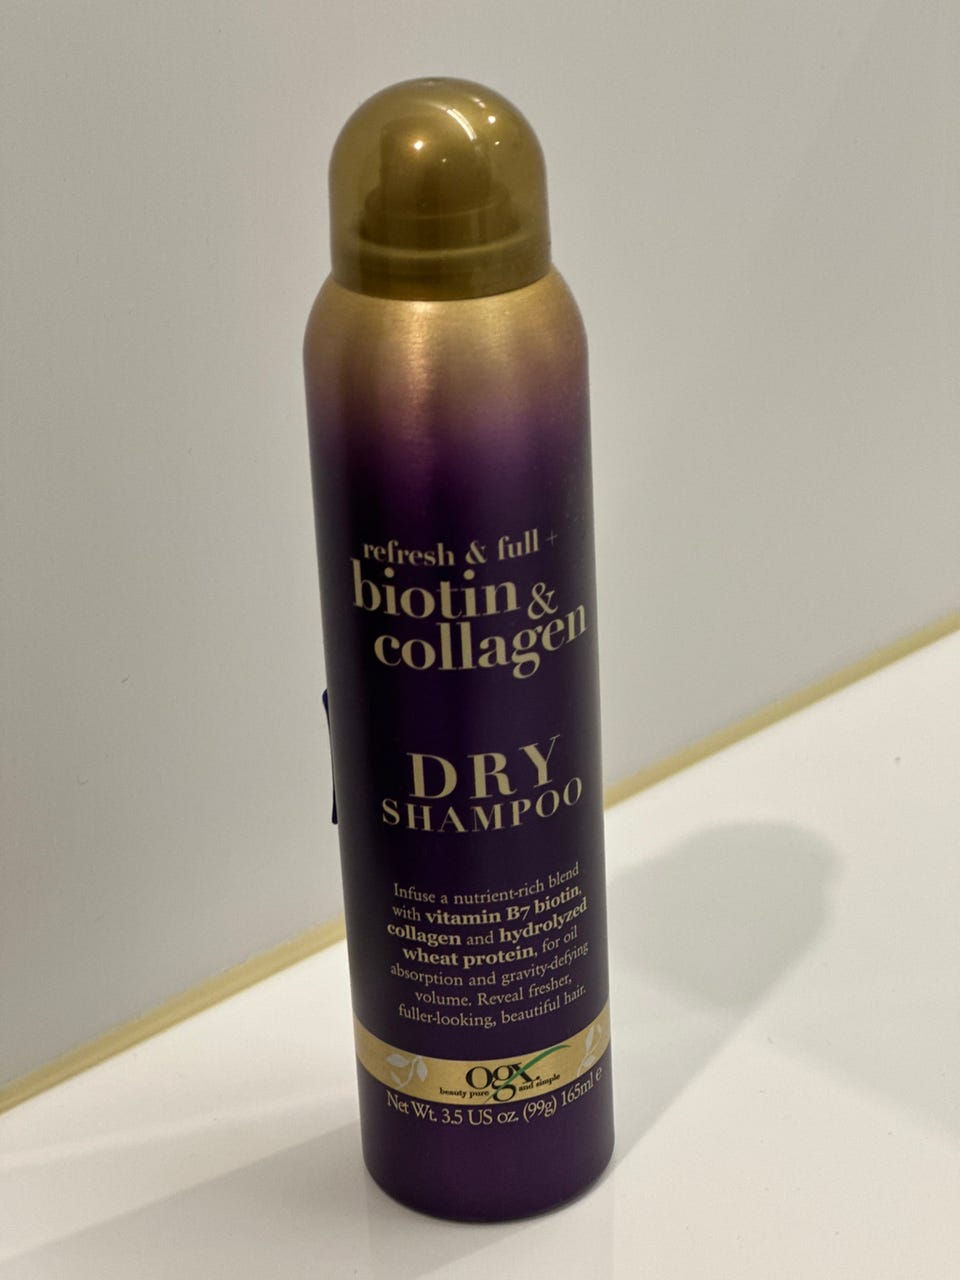 refresh & full +
biotin &
collagen
DRY
SHAMPOO
Infuse a nutrient-rich blend
with vitamin B7 biotin,
collagen and hydrolyzed
wheat protein, for oil
absorption and gravity-defying
volume. Reveal fresher,
fuller-looking, beautiful hair.
ogx
beauty pure and simple
Net Wt. 3.5 US oz. (99g) 165ml e